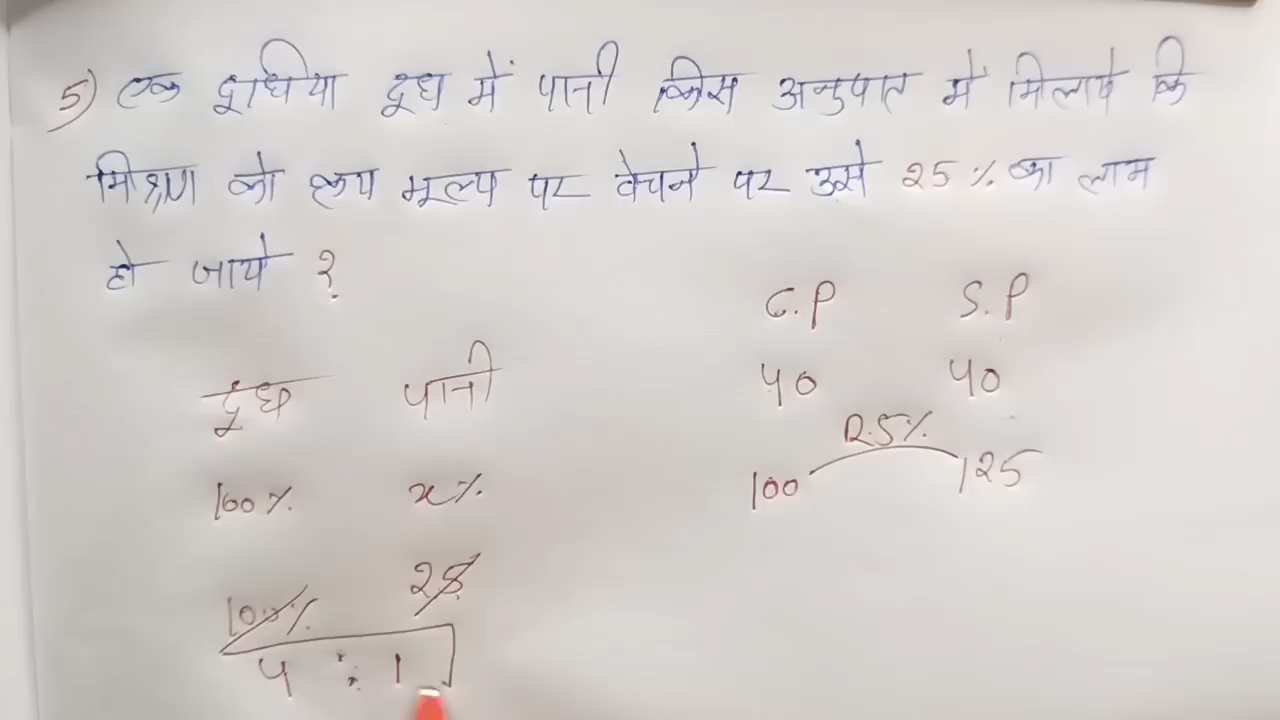 5) एक दूधिया दूध में पानी किस अनुपात में मिलाये कि
मिश्रण को क्रय मूल्य पर बेचने पर उसे 25% का लाभ
हो जाये ?
C.P S.P
40 40
25%
100 125
दूध पानी
100% x%
100% 25
4 : 1